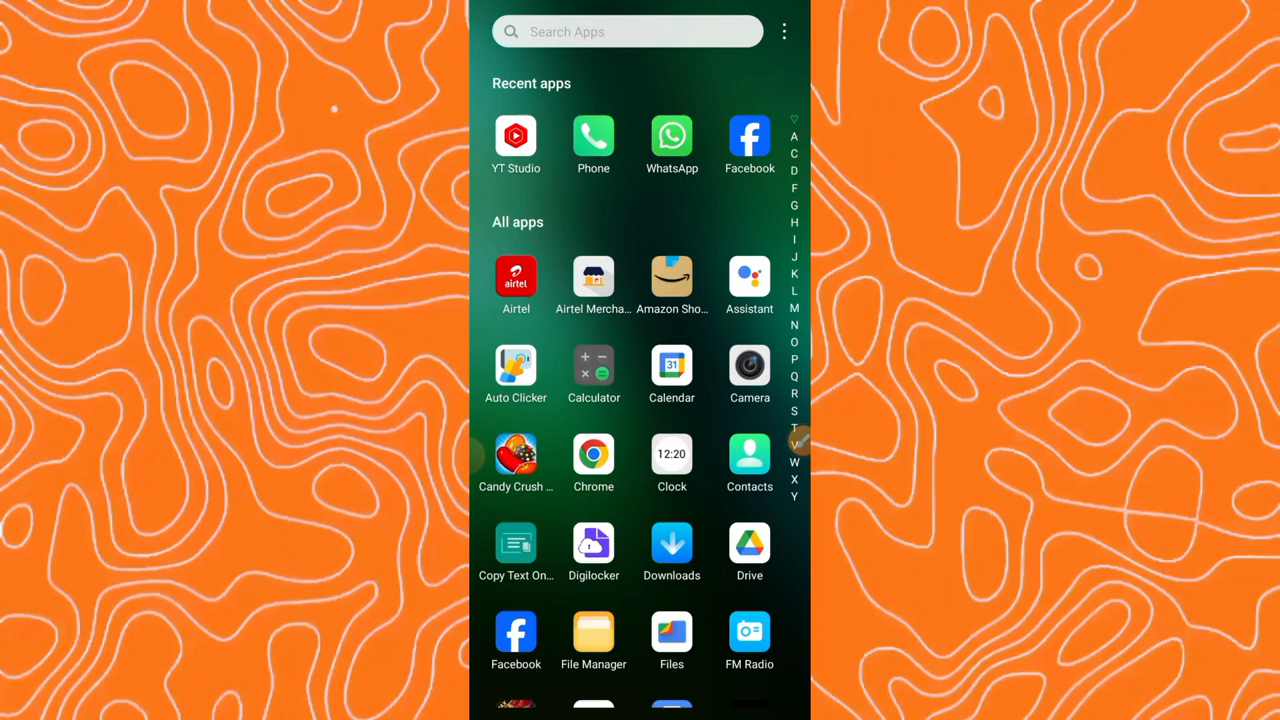 Search Apps
Recent apps
YT Studio Phone WhatsApp Facebook
All apps
airtel
Airtel Airtel Mercha... Amazon Sho... Assistant
31
Auto Clicker Calculator Calendar Camera
12:20
Candy Crush ... Chrome Clock Contacts
Copy Text On... Digilocker Downloads Drive
Facebook File Manager Files FM Radio
A
C
D
F
G
H
I
J
K
L
M
N
O
P
Q
R
S
T
V
W
X
Y